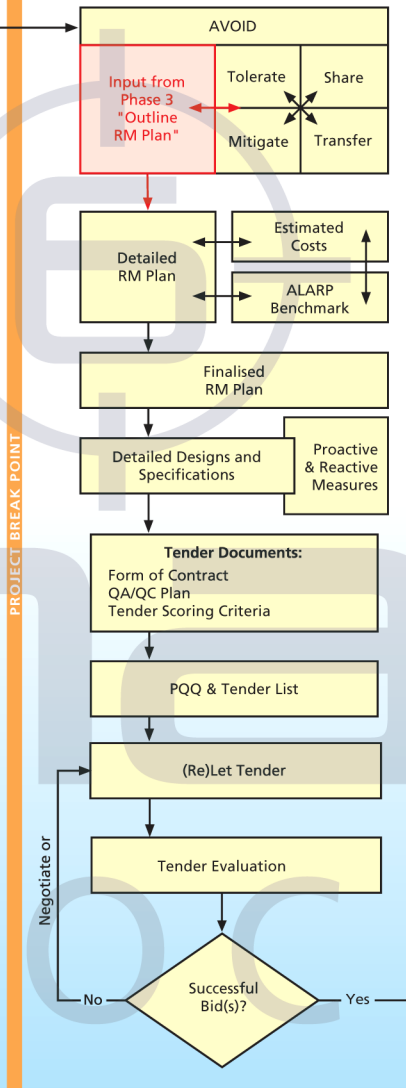 AVOID
Input from
Phase 3
"Outline
RM Plan"
Tolerate
Share
Mitigate
Transfer
Detailed
RM Plan
Estimated
Costs
ALARP
Benchmark
Finalised
RM Plan
Detailed Designs and
Specifications
Proactive
& Reactive
Measures
PROJECT BREAK POINT
Tender Documents:
Form of Contract
QA/QC Plan
Tender Scoring Criteria
PQQ & Tender List
(Re)Let Tender
Negotiate or
Tender Evaluation
Successful
Bid(s)?
No
Yes